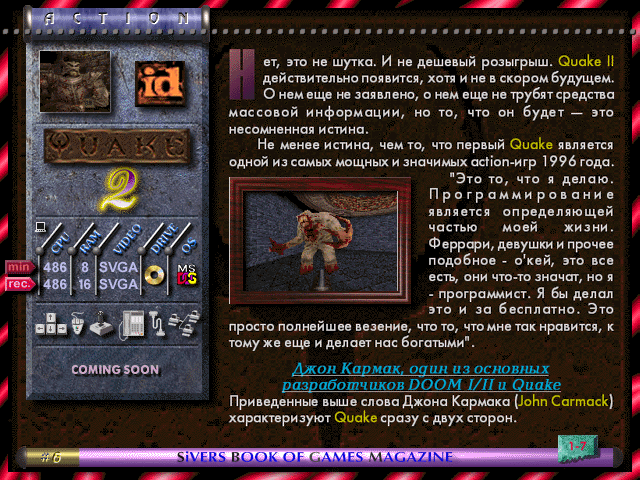 ACTION
id
QUAKE
2
CPU RAM VIDEO DRIVE OS
min 486 8 SVGA MS
rec. 486 16 SVGA
COMING SOON
Нет, это не шутка. И не дешевый розыгрыш. Quake II
действительно появится, хотя и не в скором будущем.
О нем еще не заявлено, о нем еще не трубят средства
массовой информации, но то, что он будет — это
несомненная истина.
Не менее истина, чем то, что первый Quake является
одной из самых мощных и значимых action-игр 1996 года.
"Это то, что я делаю.
Программирование
является определяющей
частью моей жизни.
Феррари, девушки и прочее
подобное - о'кей, это все
есть, они что-то значат, но я
- программист. Я бы делал
это и за бесплатно. Это
просто полнейшее везение, что то, что мне так нравится, к
тому же еще и делает нас богатыми".
Джон Кармак, один из основных
разработчиков DOOM I/II и Quake
Приведенные выше слова Джона Кармака (John Carmack)
характеризуют Quake сразу с двух сторон.
#6
SiVERS BOOK OF GAMES MAGAZINE
1-7